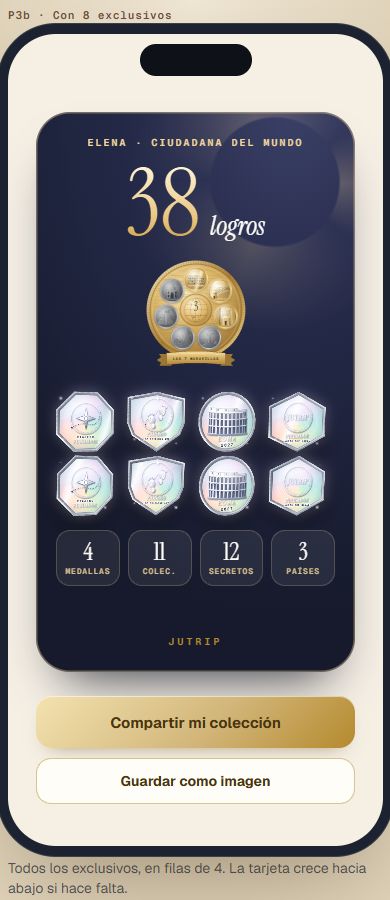 P3b · Con 8 exclusivos
ELENA · CIUDADANA DEL MUNDO
38 logros
3
LAS 7 MARAVILLAS
4 11 12 3
MEDALLAS COLEC. SECRETOS PAÍSES
JUTRIP
Compartir mi colección
Guardar como imagen
Todos los exclusivos, en filas de 4. La tarjeta crece hacia
abajo si hace falta.